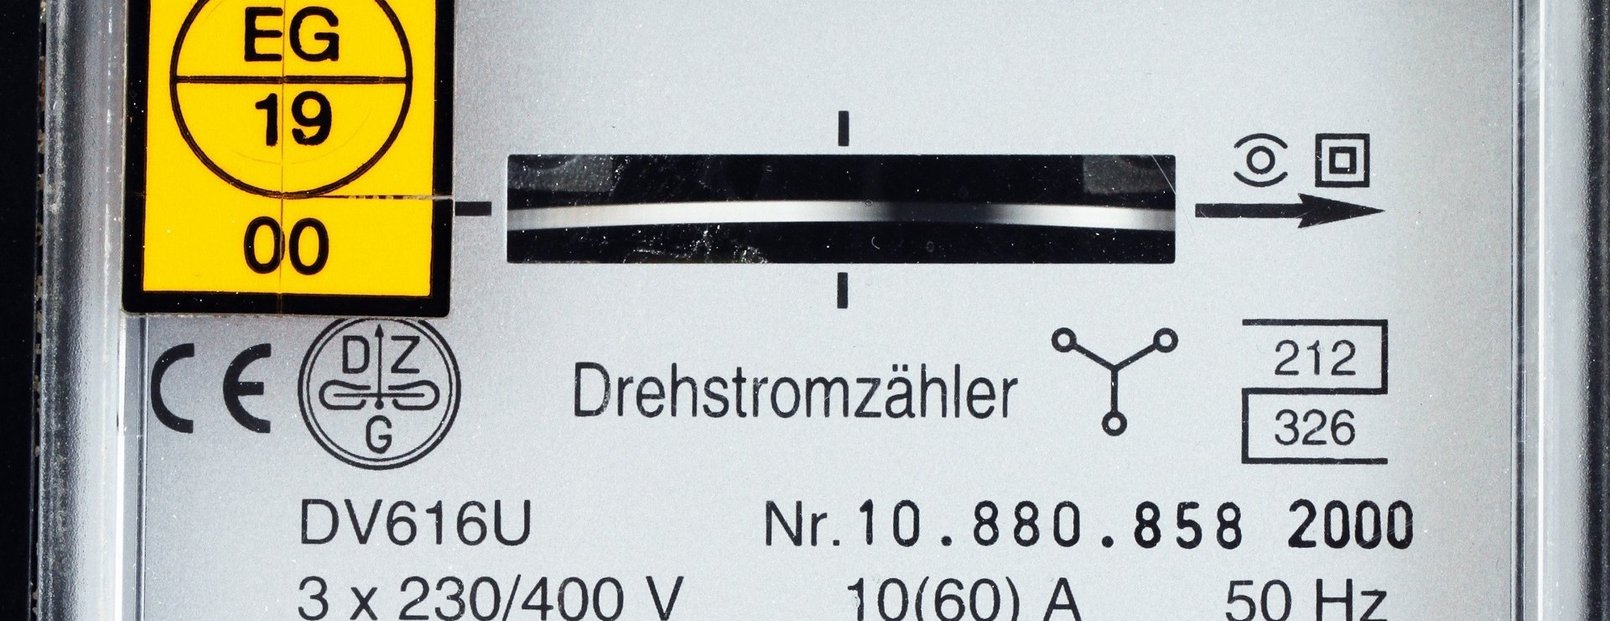 EG
19
00
CE
D Z
G
Drehstromzähler
212
326
DV616U
Nr. 10.880.858 2000
3 x 230/400 V
10(60) A
50 Hz